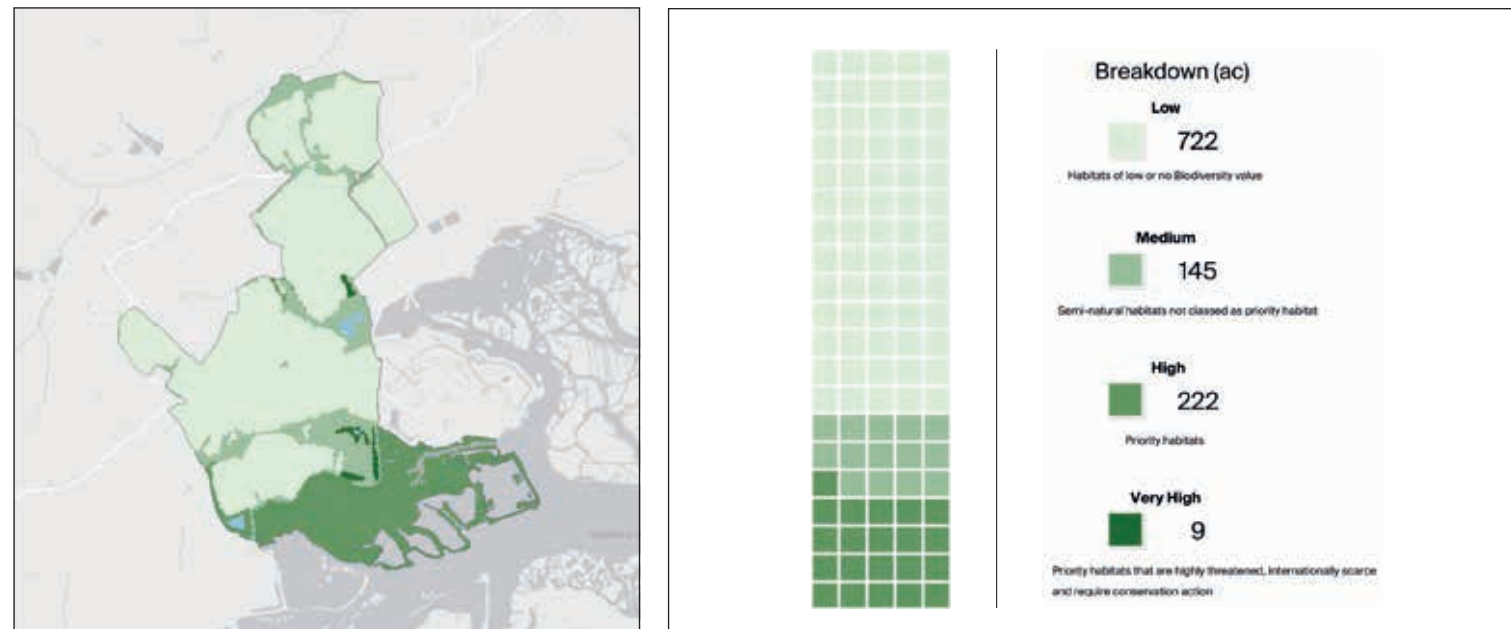 Breakdown (ac)
Low
722
Habitats of low or no Biodiversity value
Medium
145
Semi-natural habitats not classed as priority habitat
High
222
Priority habitats
Very High
9
Priority habitats that are highly threatened, internationally scarce
and require conservation action